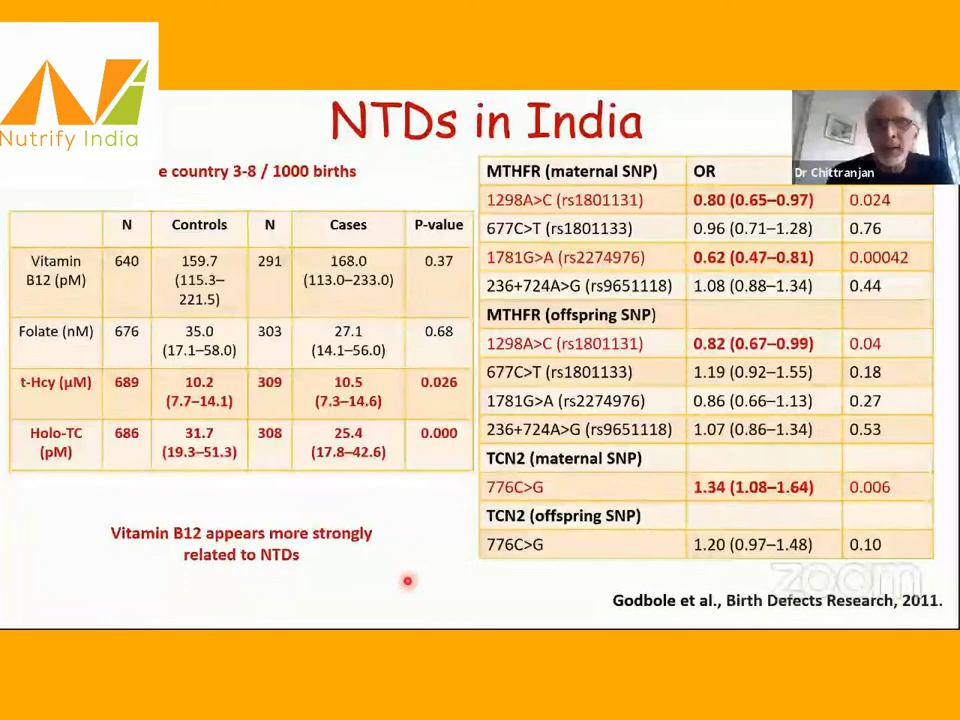 Nutrify India
NTDs in India
e country 3-8 / 1000 births
Dr Chittranjan
N Controls N Cases P-value
Vitamin B12 (pM) 640 159.7 (115.3–221.5) 291 168.0 (113.0–233.0) 0.37
Folate (nM) 676 35.0 (17.1–58.0) 303 27.1 (14.1–56.0) 0.68
t-Hcy (µM) 689 10.2 (7.7–14.1) 309 10.5 (7.3–14.6) 0.026
Holo-TC (pM) 686 31.7 (19.3–51.3) 308 25.4 (17.8–42.6) 0.000
Vitamin B12 appears more strongly
related to NTDs
MTHFR (maternal SNP) OR
1298A>C (rs1801131) 0.80 (0.65–0.97) 0.024
677C>T (rs1801133) 0.96 (0.71–1.28) 0.76
1781G>A (rs2274976) 0.62 (0.47–0.81) 0.00042
236+724A>G (rs9651118) 1.08 (0.88–1.34) 0.44
MTHFR (offspring SNP)
1298A>C (rs1801131) 0.82 (0.67–0.99) 0.04
677C>T (rs1801133) 1.19 (0.92–1.55) 0.18
1781G>A (rs2274976) 0.86 (0.66–1.13) 0.27
236+724A>G (rs9651118) 1.07 (0.86–1.34) 0.53
TCN2 (maternal SNP)
776C>G 1.34 (1.08–1.64) 0.006
TCN2 (offspring SNP)
776C>G 1.20 (0.97–1.48) 0.10
zoom
Godbole et al., Birth Defects Research, 2011.